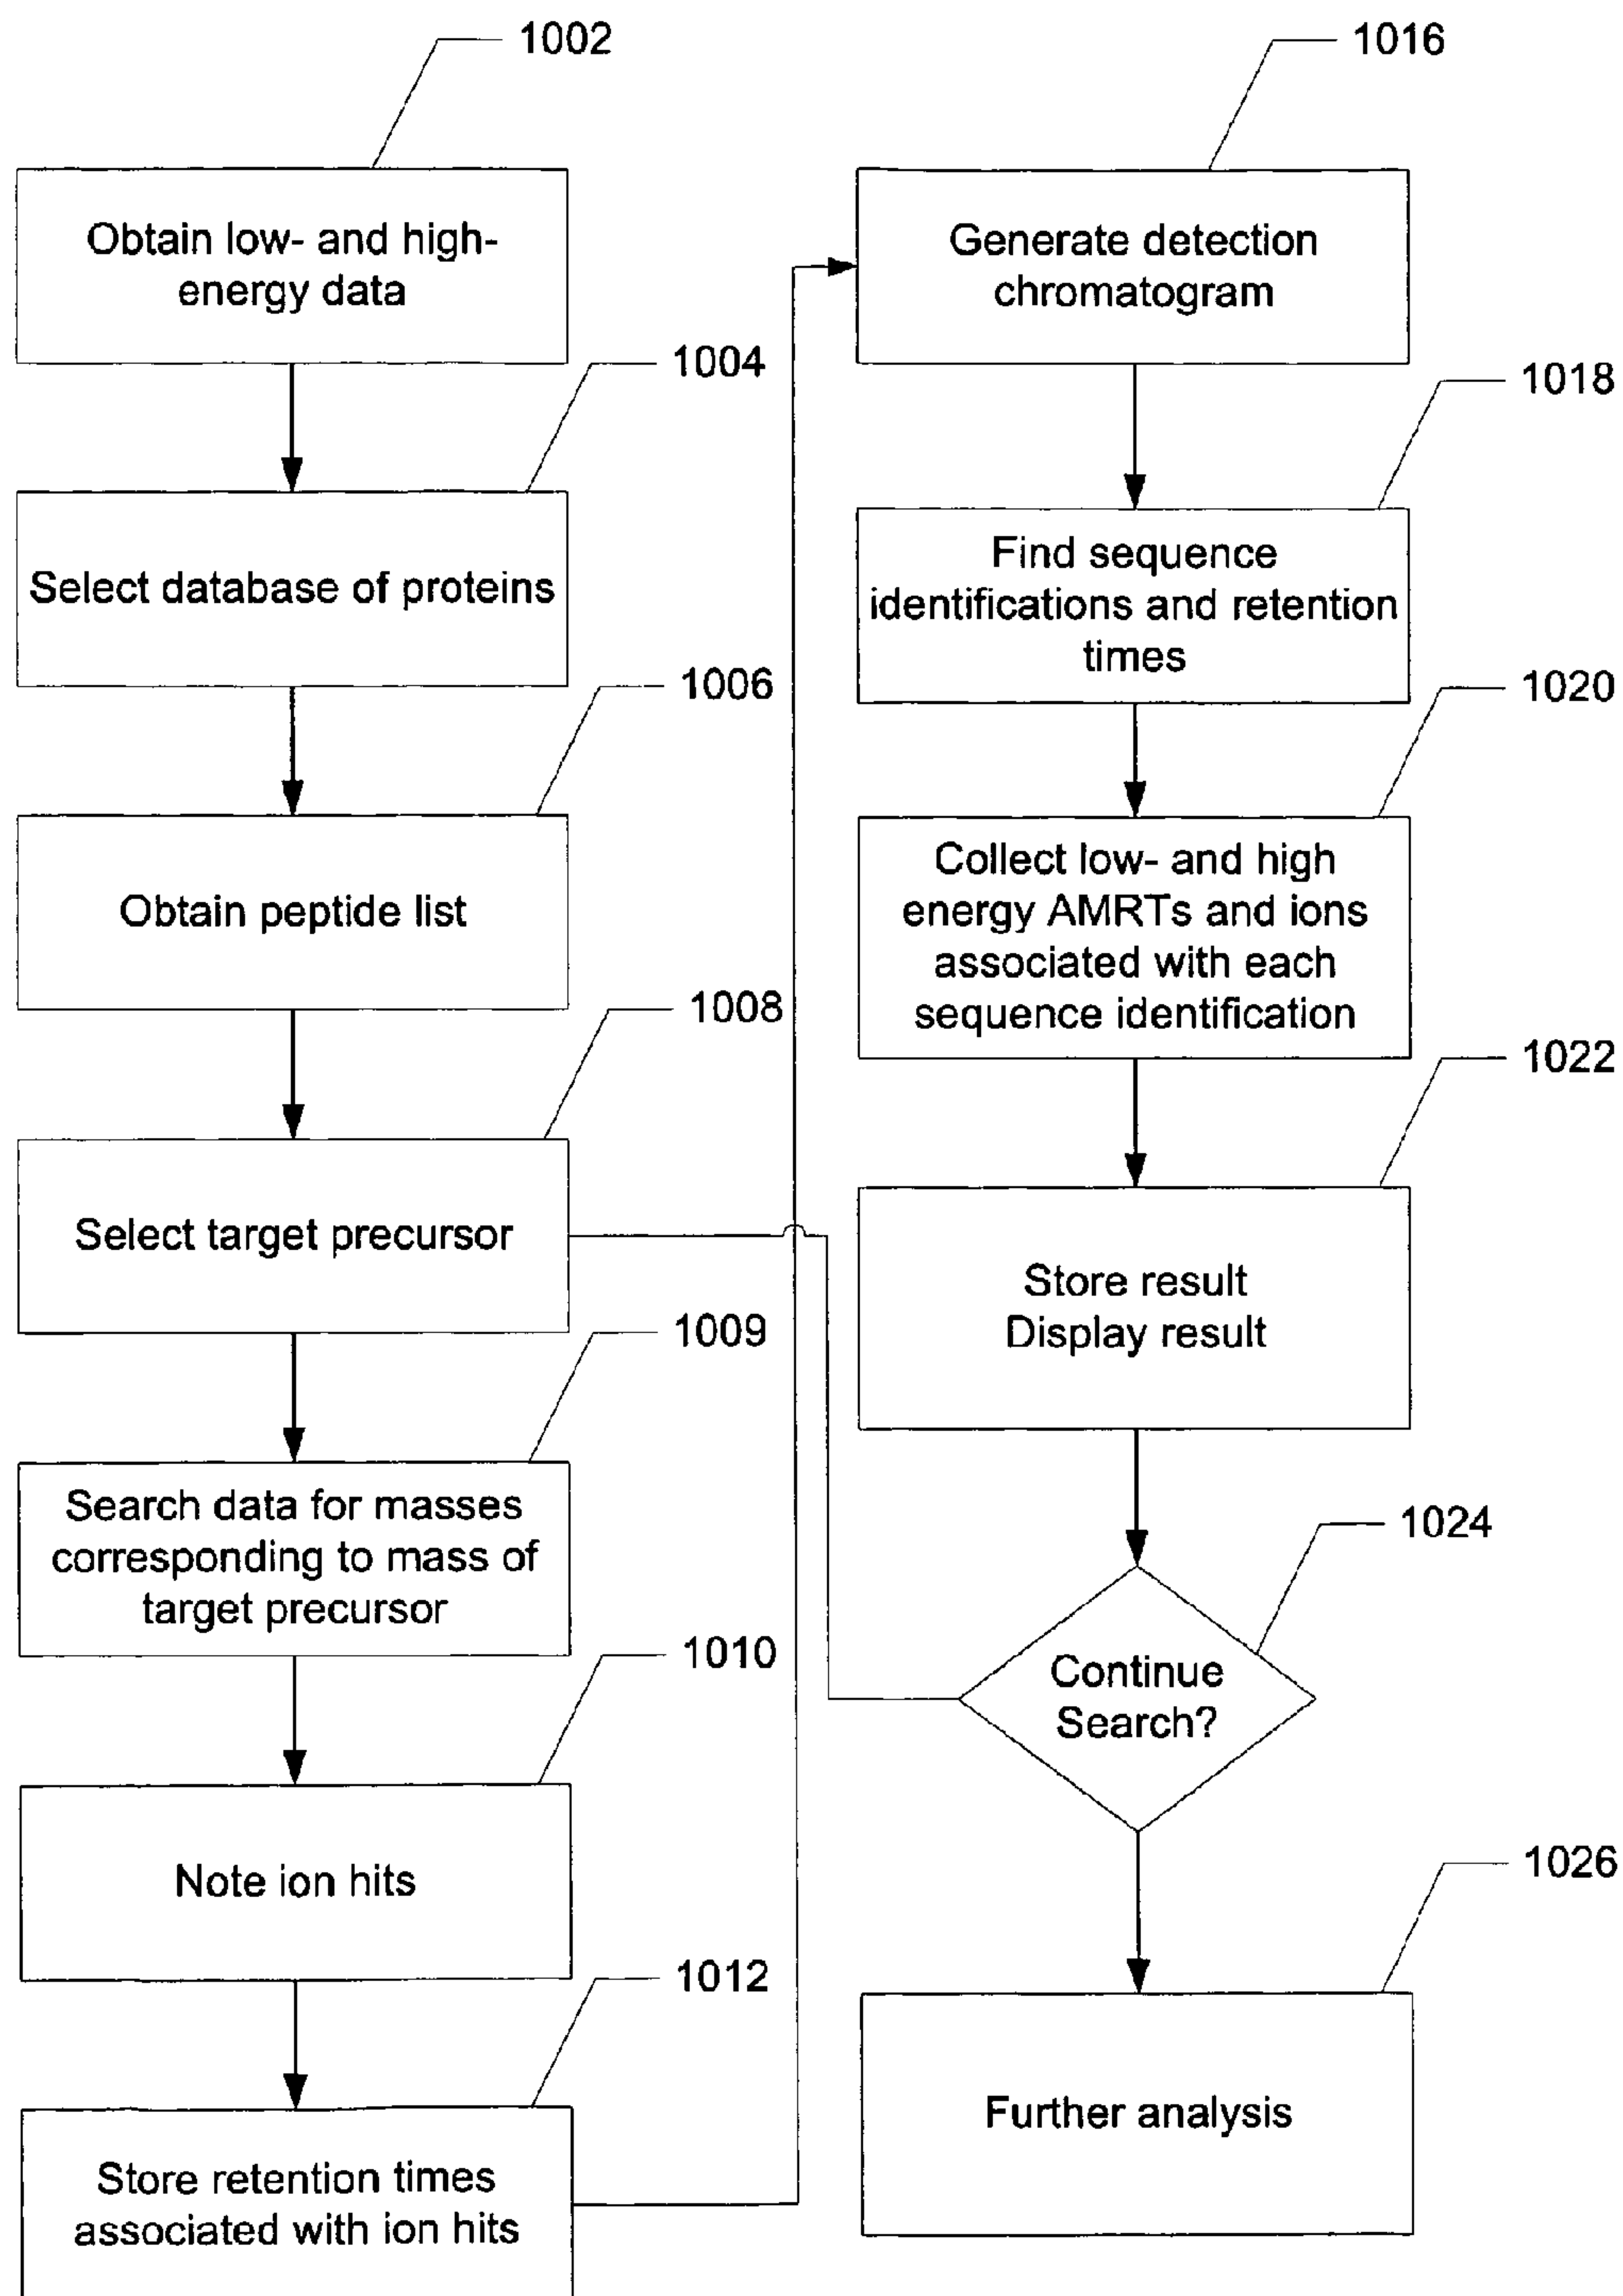 1002
Obtain low- and high-
energy data
1004
Select database of proteins
1006
Obtain peptide list
1008
Select target precursor
1009
Search data for masses
corresponding to mass of
target precursor
1010
Note ion hits
1012
Store retention times
associated with ion hits
1016
Generate detection
chromatogram
1018
Find sequence
identifications and retention
times
1020
Collect low- and high
energy AMRTs and ions
associated with each
sequence identification
1022
Store result
Display result
1024
Continue
Search?
1026
Further analysis